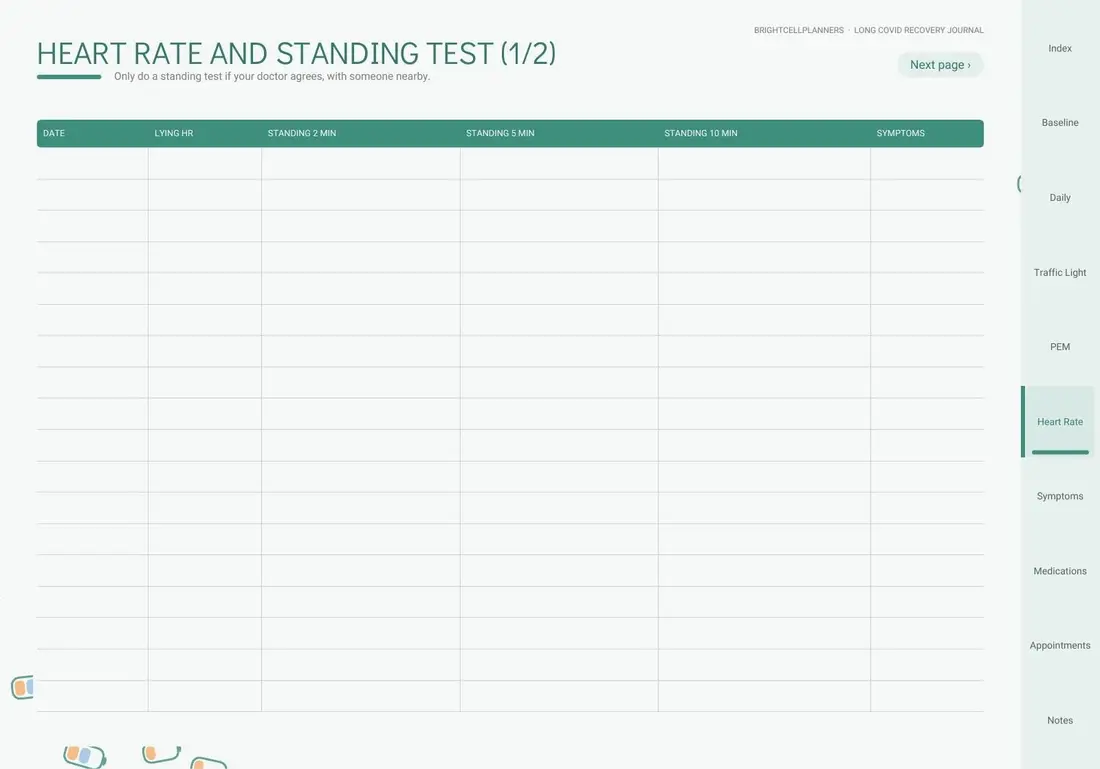 BRIGHTCELLPLANNERS · LONG COVID RECOVERY JOURNAL
HEART RATE AND STANDING TEST (1/2)
Only do a standing test if your doctor agrees, with someone nearby.
Next page ›
DATE LYING HR STANDING 2 MIN STANDING 5 MIN STANDING 10 MIN SYMPTOMS
Index
Baseline
Daily
Traffic Light
PEM
Heart Rate
Symptoms
Medications
Appointments
Notes